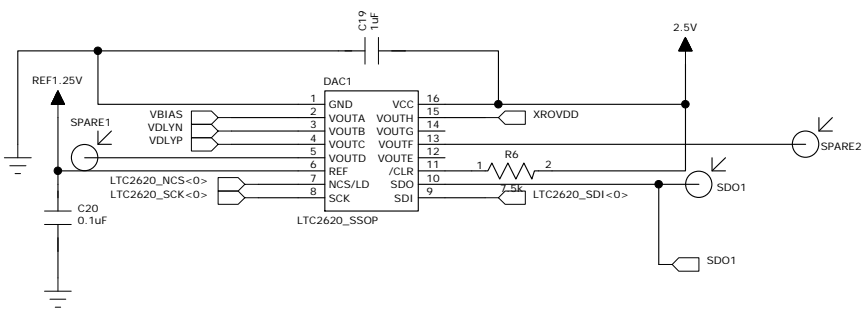 C19
1uF
2.5V
REF1.25V
DAC1
1 GND VCC 16
VBIAS 2 VOUTA VOUTH 15 XROVDD
VDLYN 3 VOUTB VOUTG 14
SPARE1 VDLYP 4 VOUTC VOUTF 13 SPARE2
5 VOUTD VOUTE 12
6 REF /CLR 11 1 R6 2
LTC2620_NCS<0> 7 NCS/LD SDO 10 7.5k SDO1
LTC2620_SCK<0> 8 SCK SDI 9 LTC2620_SDI<0>
C20
0.1uF
LTC2620_SSOP
SDO1